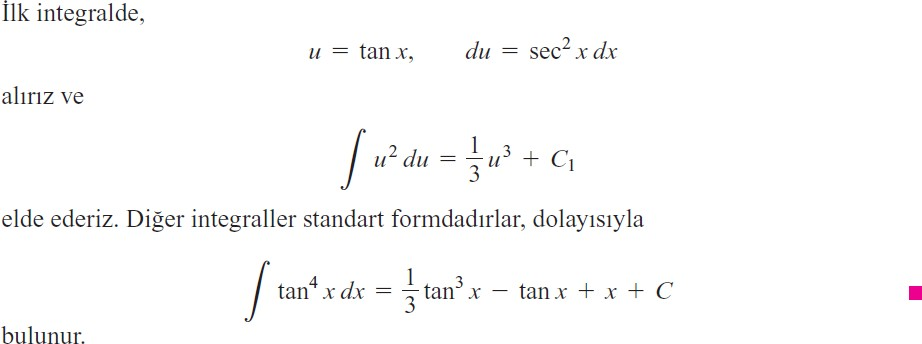 İlk integralde,
u = tan x, du = sec² x dx
alırız ve
∫ u² du = 1/3 u³ + C₁
elde ederiz. Diğer integraller standart formdadırlar, dolayısıyla
∫ tan⁴ x dx = 1/3 tan³ x − tan x + x + C
bulunur.